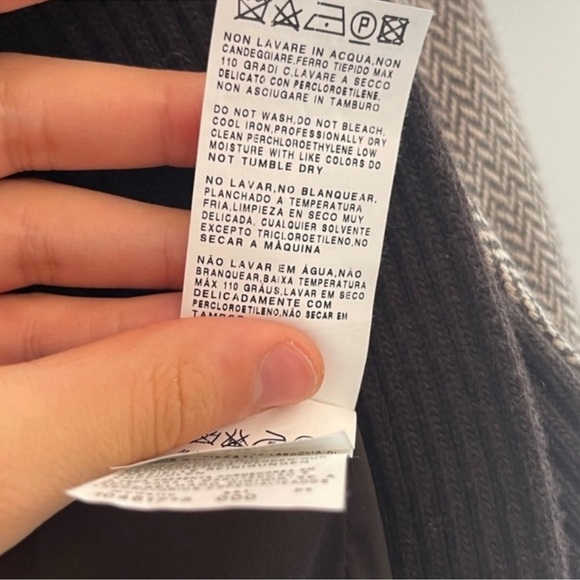 P
NON LAVARE IN ACQUA,NON
CANDEGGIARE,FERRO TIEPIDO MAX
110 GRADI C,LAVARE A SECCO
DELICATO CON PERCLOROETILENE,
NON ASCIUGARE IN TAMBURO
DO NOT WASH,DO NOT BLEACH,
COOL IRON,PROFESSIONALLY DRY
CLEAN PERCHLOROETHYLENE LOW
MOISTURE WITH LIKE COLORS DO
NOT TUMBLE DRY
NO LAVAR,NO BLANQUEAR,
PLANCHADO A TEMPERATURA
FRIA,LIMPIEZA EN SECO MUY
DELICADA, CUALQUIER SOLVENTE
EXCEPTO TRICLOROETILENO,NO
SECAR A MÀQUINA
NÃO LAVAR EM ÁGUA,NÃO
BRANQUEAR,BAIXA TEMPERATURA
MÁX 110 GRÁUS,LAVAR EM SECO
DELICADAMENTE COM
PERCLOROETILENO,NÃO SECAR EM